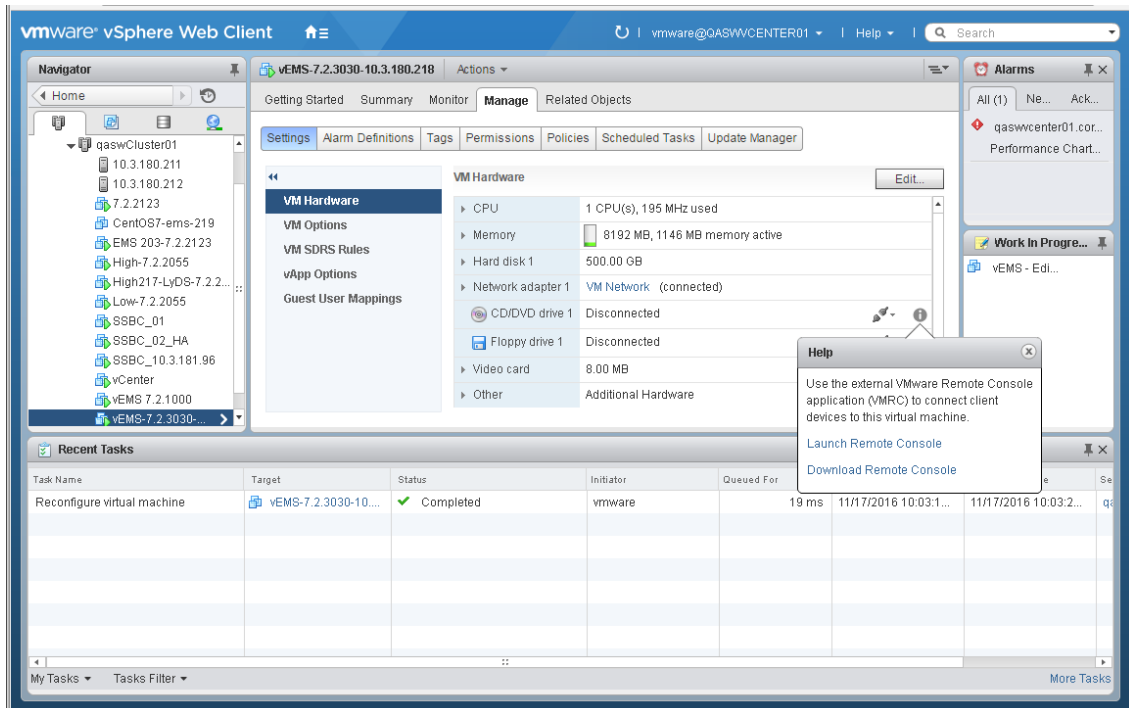 vmware® vSphere Web Client
vmware@QASWVCENTER01
Help
Search
Navigator
Home
qaswCluster01
10.3.180.211
10.3.180.212
7.2.2123
CentOS7-ems-219
EMS 203-7.2.2123
High-7.2.2055
High217-LyDS-7.2.2...
Low-7.2.2055
SSBC_01
SSBC_02_HA
SSBC_10.3.181.96
vCenter
vEMS 7.2.1000
vEMS-7.2.3030-...
vEMS-7.2.3030-10.3.180.218 Actions
Getting Started Summary Monitor Manage Related Objects
Settings Alarm Definitions Tags Permissions Policies Scheduled Tasks Update Manager
VM Hardware
VM Options
VM SDRS Rules
vApp Options
Guest User Mappings
VM Hardware
Edit...
CPU 1 CPU(s), 195 MHz used
Memory 8192 MB, 1146 MB memory active
Hard disk 1 500.00 GB
Network adapter 1 VM Network (connected)
CD/DVD drive 1 Disconnected
Floppy drive 1 Disconnected
Video card 8.00 MB
Other Additional Hardware
Help
Use the external VMware Remote Console
application (VMRC) to connect client
devices to this virtual machine.
Launch Remote Console
Download Remote Console
Alarms
All (1) Ne... Ack...
qaswvcenter01.cor...
Performance Chart...
Work In Progre...
vEMS - Edi...
Recent Tasks
Task Name Target Status Initiator Queued For
Reconfigure virtual machine vEMS-7.2.3030-10.... Completed vmware 19 ms 11/17/2016 10:03:1... 11/17/2016 10:03:2...
My Tasks Tasks Filter More Tasks